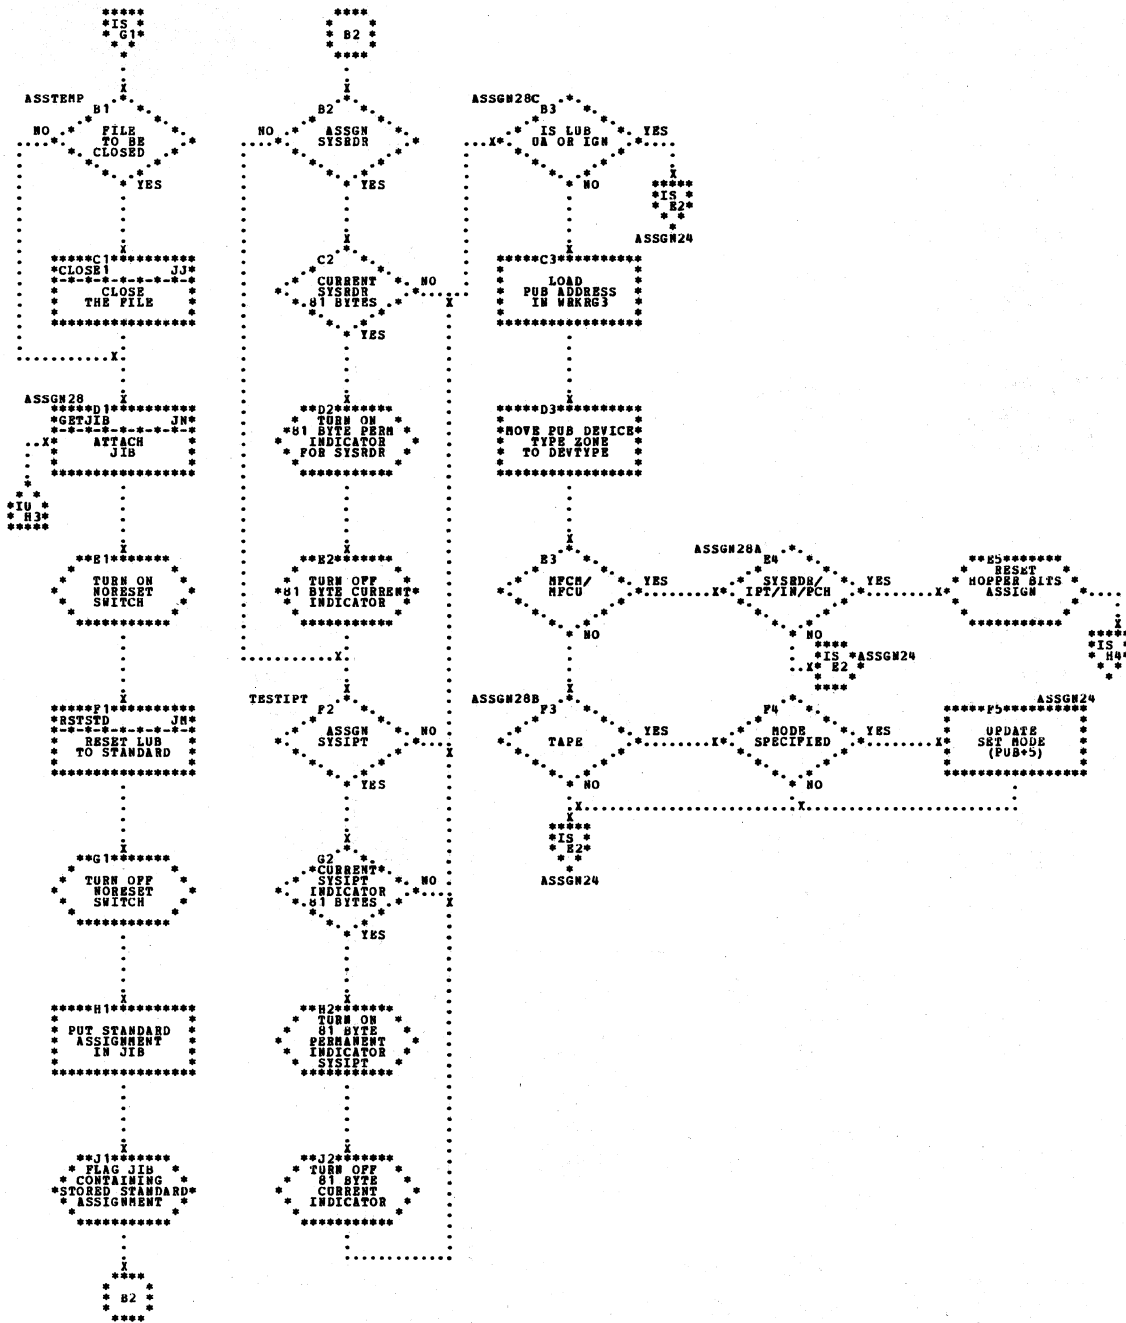 IS
G1
B2
ASSTEMP
B1
FILE
TO BE
CLOSED
NO
YES
C1
CLOSE1 JJ
CLOSE
THE FILE
ASSGN28
D1
GETJIB JN
ATTACH
JIB
IU
H3
E1
TURN ON
NORESET
SWITCH
F1
RSTSTD JM
RESET LUB
TO STANDARD
G1
TURN OFF
NORESET
SWITCH
H1
PUT STANDARD
ASSIGNMENT
IN JIB
J1
FLAG JIB
CONTAINING
STORED STANDARD
ASSIGNMENT
B2
B2
ASSGN
SYSRDR
NO
YES
C2
CURRENT
SYSRDR
81 BYTES
NO
YES
D2
TURN ON
81 BYTE PERM
INDICATOR
FOR SYSRDR
E2
TURN OFF
81 BYTE CURRENT
INDICATOR
TESTIPT
F2
ASSGN
SYSIPT
NO
YES
G2
CURRENT
SYSIPT
INDICATOR
81 BYTES
NO
YES
H2
TURN ON
81 BYTE
PERMANENT
INDICATOR
SYSIPT
J2
TURN OFF
81 BYTE
CURRENT
INDICATOR
ASSGN28C
B3
IS LUB
UA OR IGN
YES
NO
IS
E2
ASSGN24
C3
LOAD
PUB ADDRESS
IN WRKRG3
D3
MOVE PUB DEVICE
TYPE ZONE
TO DEVTYPE
E3
MFCM/
MFCU
YES
NO
ASSGN28A
E4
SYSRDR/
IPT/IN/PCH
YES
NO
IS
E2
ASSGN24
E5
RESET
HOPPER BITS
ASSIGN
IS
H4
ASSGN28B
F3
TAPE
YES
NO
F4
MODE
SPECIFIED
YES
NO
ASSGN24
F5
UPDATE
SET MODE
(PUB+5)
IS
E2
ASSGN24